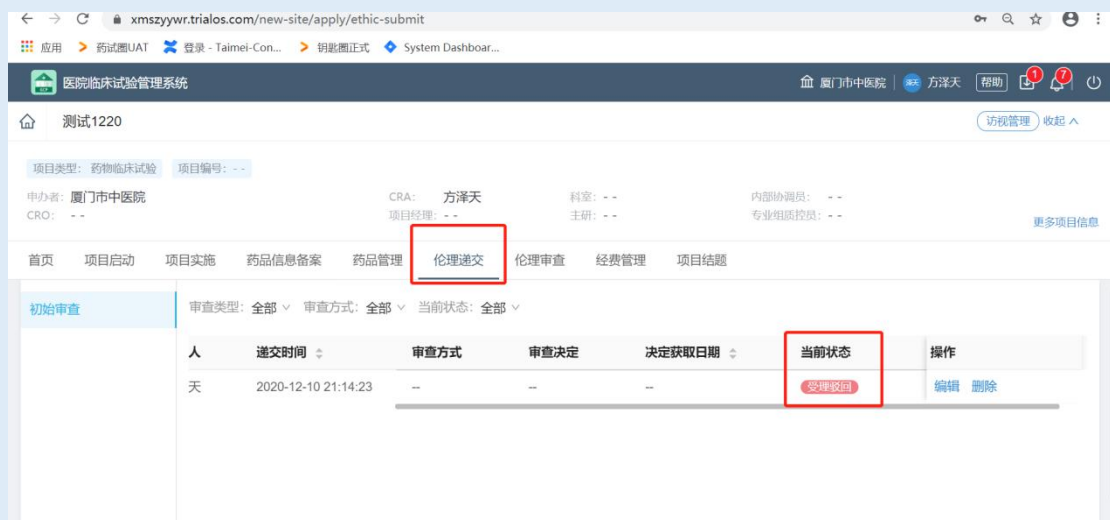 xmszyywr.trialos.com/new-site/apply/ethic-submit
应用 药试圈UAT 登录 - Taimei-Con... 钥匙圈正式 System Dashboar...
医院临床试验管理系统 厦门市中医院 方泽天 帮助 1 7
测试1220 访视管理 收起
项目类型: 药物临床试验 项目编号: - -
申办者: 厦门市中医院 CRA: 方泽天 科室: - - 内部协调员: - -
CRO: - - 项目经理: - - 主研: - - 专业组质控员: - -
更多项目信息
首页 项目启动 项目实施 药品信息备案 药品管理 伦理递交 伦理审查 经费管理 项目结题
初始审查 审查类型: 全部 审查方式: 全部 当前状态: 全部
人 递交时间 审查方式 审查决定 决定获取日期 当前状态 操作
天 2020-12-10 21:14:23 -- -- -- 受理驳回 编辑 删除